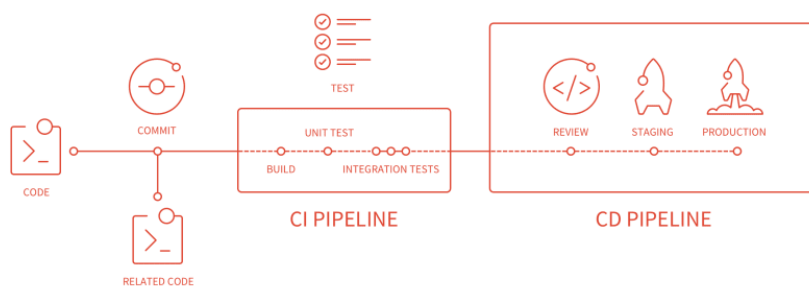 TEST
COMMIT
UNIT TEST
REVIEW
STAGING
PRODUCTION
BUILD
INTEGRATION TESTS
CODE
CI PIPELINE
CD PIPELINE
RELATED CODE